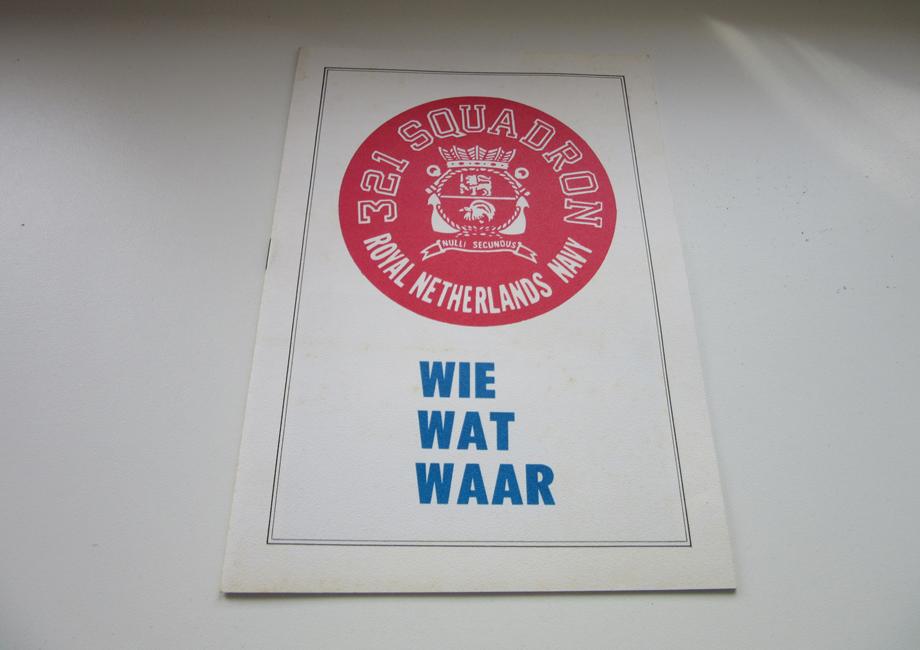 321 SQUADRON
NULLI SECUNDUS
ROYAL NETHERLANDS NAVY
WIE
WAT
WAAR